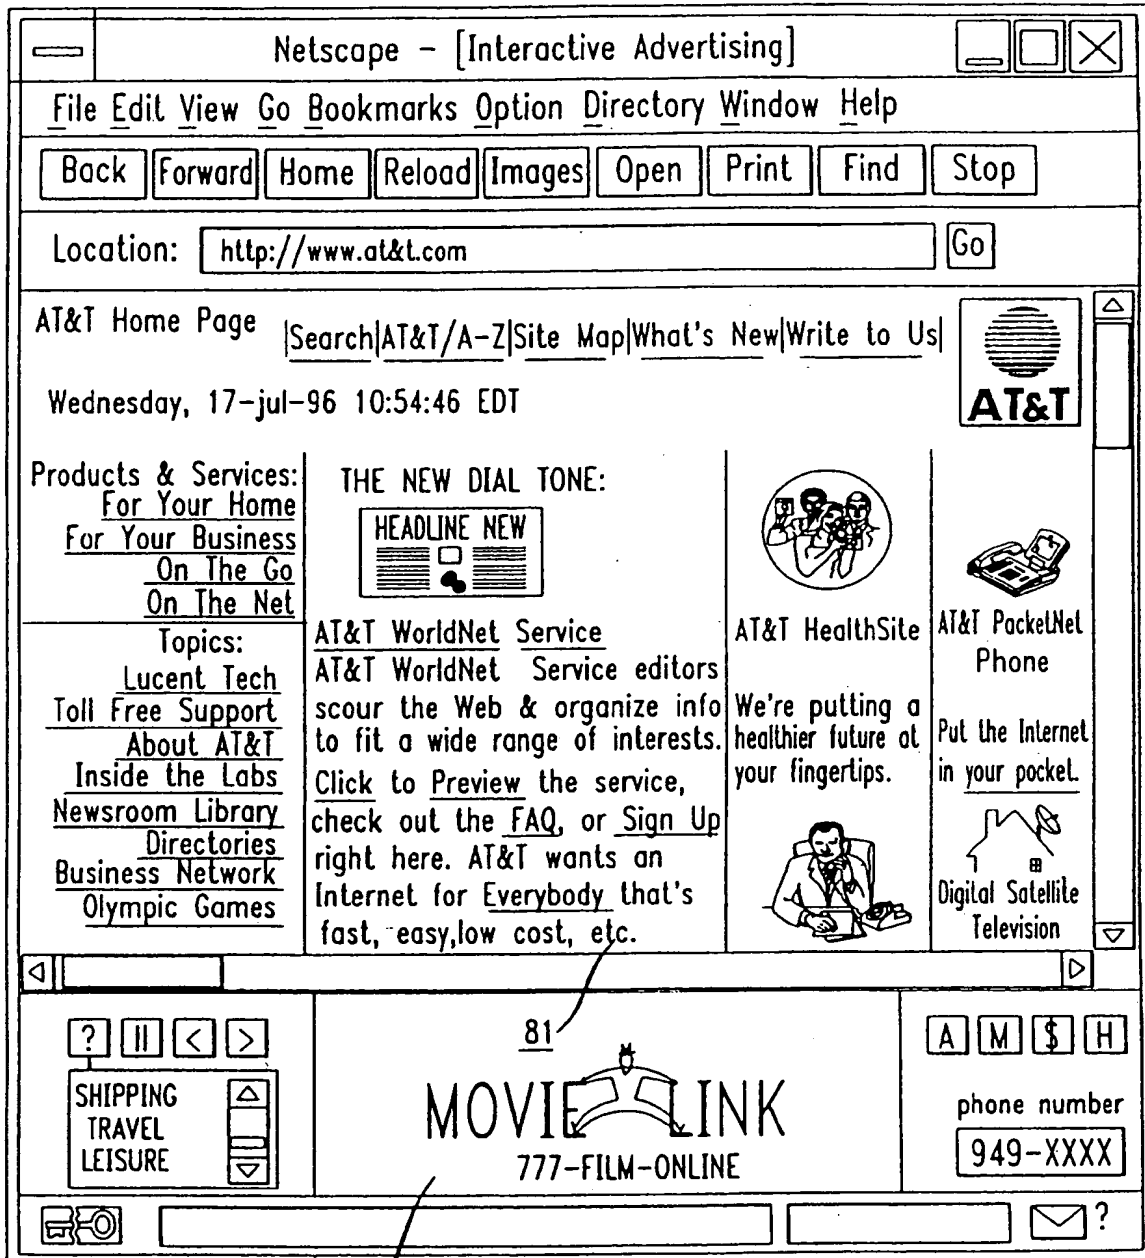 Netscape - [Interactive Advertising]
File Edit View Go Bookmarks Option Directory Window Help
Back Forward Home Reload Images Open Print Find Stop
Location: http://www.at&t.com Go
AT&T Home Page |Search|AT&T/A-Z|Site Map|What's New|Write to Us|
AT&T
Wednesday, 17-jul-96 10:54:46 EDT
Products & Services:
For Your Home
For Your Business
On The Go
On The Net
Topics:
Lucent Tech
Toll Free Support
About AT&T
Inside the Labs
Newsroom Library
Directories
Business Network
Olympic Games
THE NEW DIAL TONE:
HEADLINE NEW
AT&T WorldNet Service
AT&T WorldNet Service editors
scour the Web & organize info
to fit a wide range of interests.
Click to Preview the service,
check out the FAQ, or Sign Up
right here. AT&T wants an
Internet for Everybody that's
fast, easy,low cost, etc.
AT&T HealthSite
We're putting a
healthier future at
your fingertips.
AT&T PocketNet
Phone
Put the Internet
in your pocket.
Digital Satellite
Television
? || < >
SHIPPING
TRAVEL
LEISURE
81
MOVIE LINK
777-FILM-ONLINE
A M $ H
phone number
949-XXXX
?